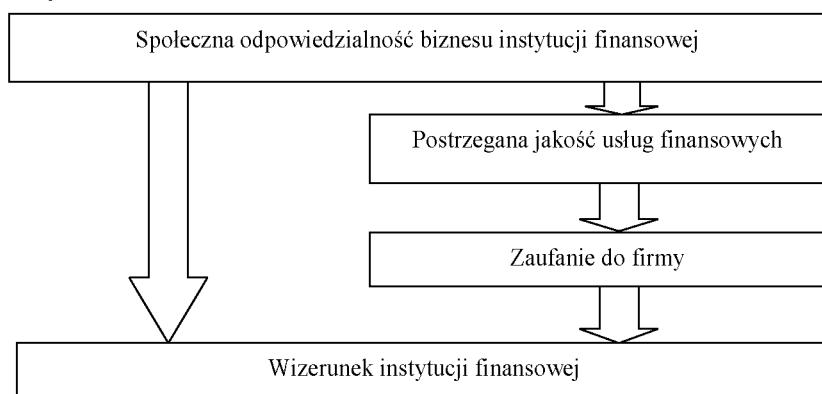 Społeczna odpowiedzialność biznesu instytucji finansowej
Postrzegana jakość usług finansowych
Zaufanie do firmy
Wizerunek instytucji finansowej